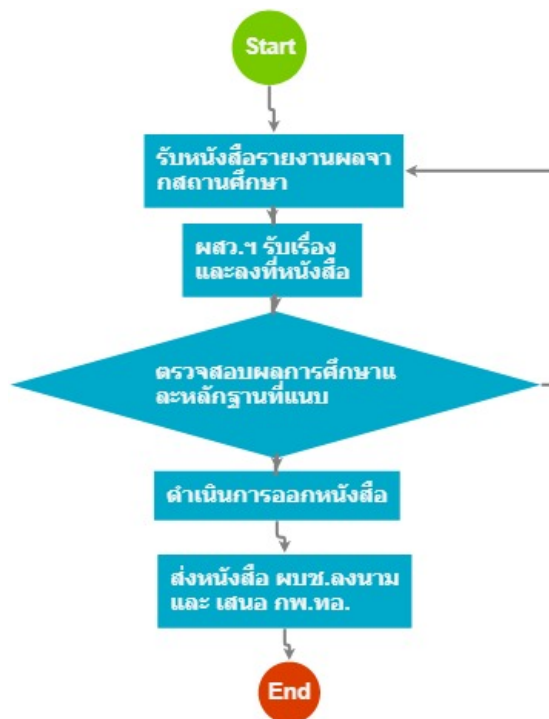 Start
รับหนังสือรายงานผลจา
กสถานศึกษา
ผสว.ฯ รับเรื่อง
และลงที่หนังสือ
ตรวจสอบผลการศึกษาแ
ละหลักฐานที่แนบ
ดำเนินการออกหนังสือ
ส่งหนังสือ ผบช.ลงนาม
และ เสนอ กพ.ทอ.
End